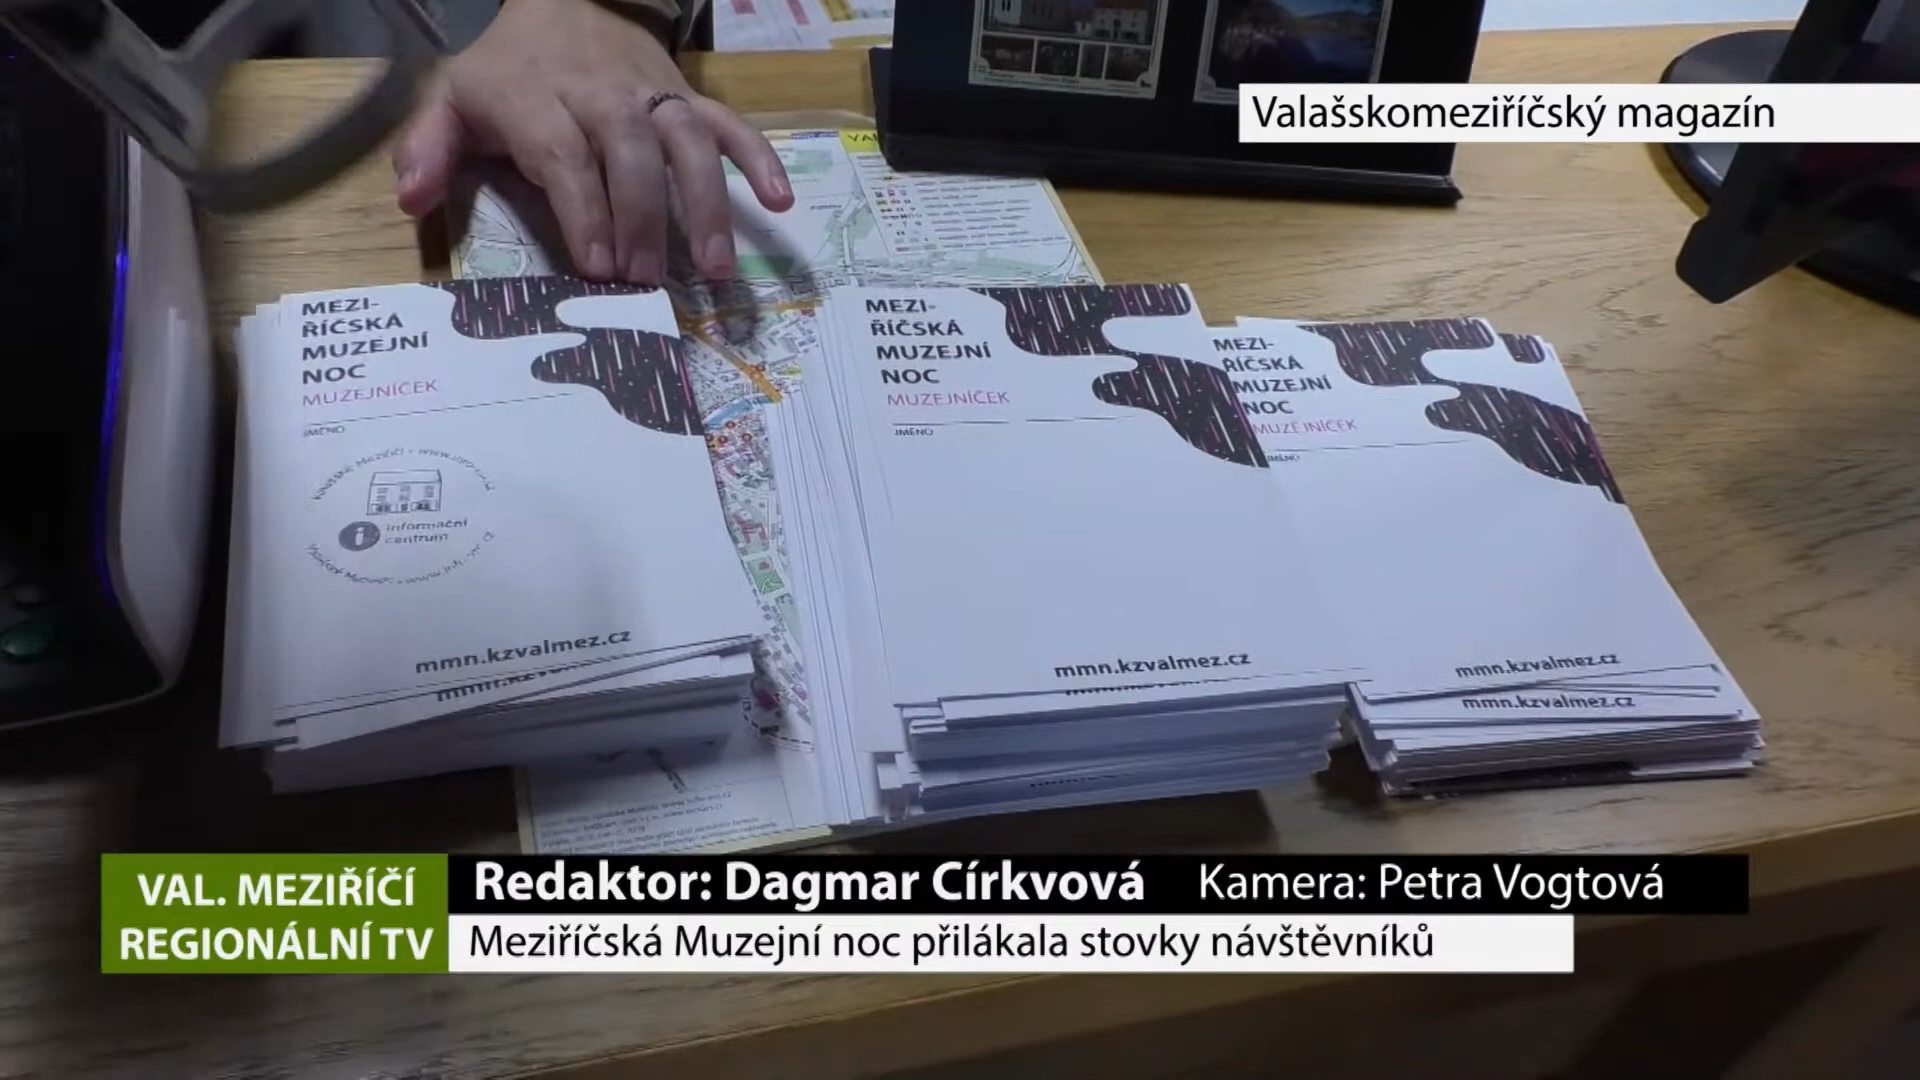 Valašskomeziříčský magazín
MEZI-
ŘÍČSKÁ
MUZEJNÍ
NOC
MUZEJNÍČEK
JMÉNO
informační
centrum
mmn.kzvalmez.cz
MEZI-
ŘÍČSKÁ
MUZEJNÍ
NOC
MUZEJNÍČEK
JMÉNO
mmn.kzvalmez.cz
MEZI-
ŘÍČSKÁ
MUZEJNÍ
NOC
MUZEJNÍČEK
JMÉNO
mmn.kzvalmez.cz
mmn.kzvalmez.cz
VAL. MEZIŘÍČÍ
REGIONÁLNÍ TV
Redaktor: Dagmar Církvová Kamera: Petra Vogtová
Meziříčská Muzejní noc přilákala stovky návštěvníků